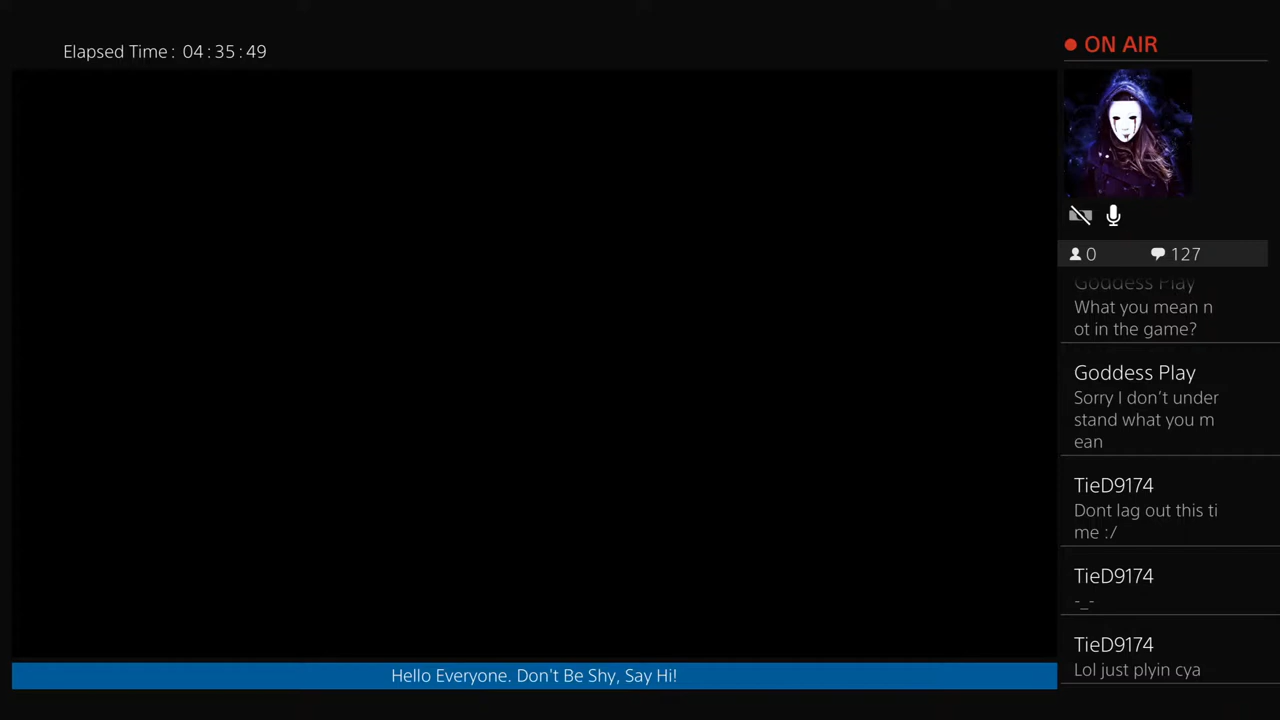 Elapsed Time: 04:35:49
ON AIR
0 127
Goddess Play
What you mean n
ot in the game?
Goddess Play
Sorry I don’t under
stand what you m
ean
TieD9174
Dont lag out this ti
me :/
TieD9174
-_-
TieD9174
Lol just plyin cya
Hello Everyone. Don't Be Shy, Say Hi!